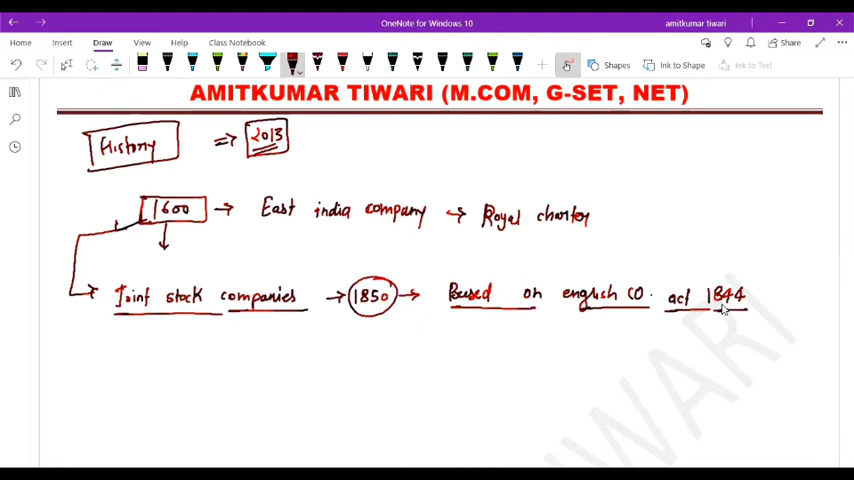 OneNote for Windows 10
amitkumar tiwari
Home Insert Draw View Help Class Notebook
Share
Shapes Ink to Shape Ink to Text
AMITKUMAR TIWARI (M.COM, G-SET, NET)
History => 2013
1600 → East india company → Royal charter
Joint stock companies → 1850 → Based on english CO. act 1844
TIWARI